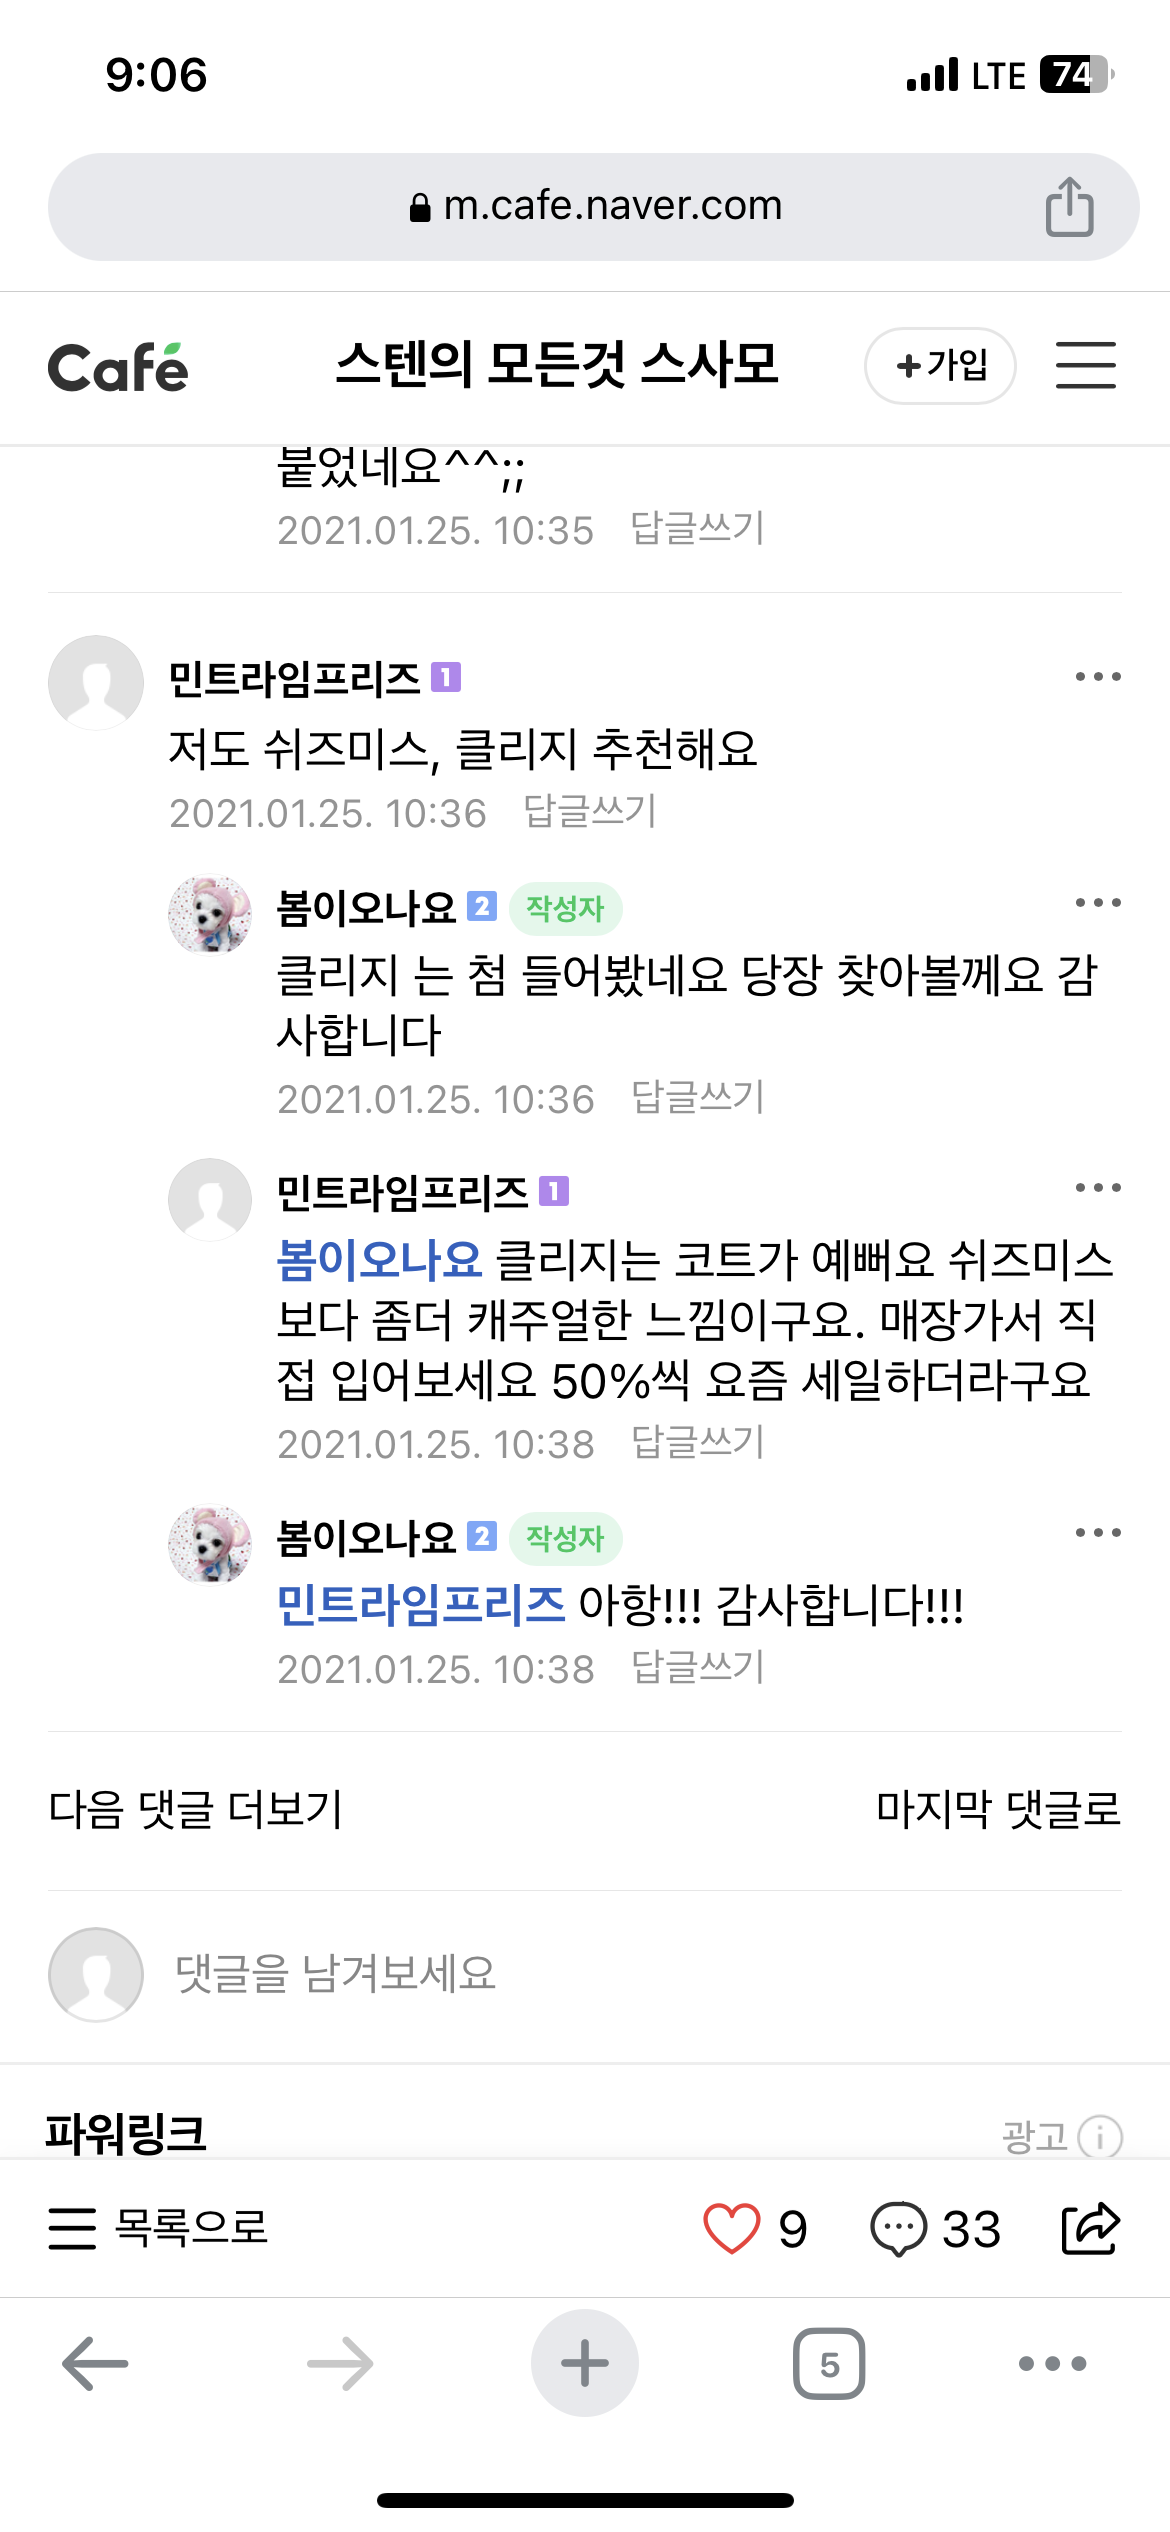 9:06
LTE 74
m.cafe.naver.com
Café
스텐의 모든것 스사모
+가입
붙었네요^^;;
2021.01.25. 10:35 답글쓰기
민트라임프리즈 1
저도 쉬즈미스, 클리지 추천해요
2021.01.25. 10:36 답글쓰기
봄이오나요 2 작성자
클리지 는 첨 들어봤네요 당장 찾아볼께요 감
사합니다
2021.01.25. 10:36 답글쓰기
민트라임프리즈 1
봄이오나요 클리지는 코트가 예뻐요 쉬즈미스
보다 좀더 캐주얼한 느낌이구요. 매장가서 직
접 입어보세요 50%씩 요즘 세일하더라구요
2021.01.25. 10:38 답글쓰기
봄이오나요 2 작성자
민트라임프리즈 아항!!! 감사합니다!!!
2021.01.25. 10:38 답글쓰기
다음 댓글 더보기
마지막 댓글로
댓글을 남겨보세요
파워링크
광고 i
목록으로
9
33
5